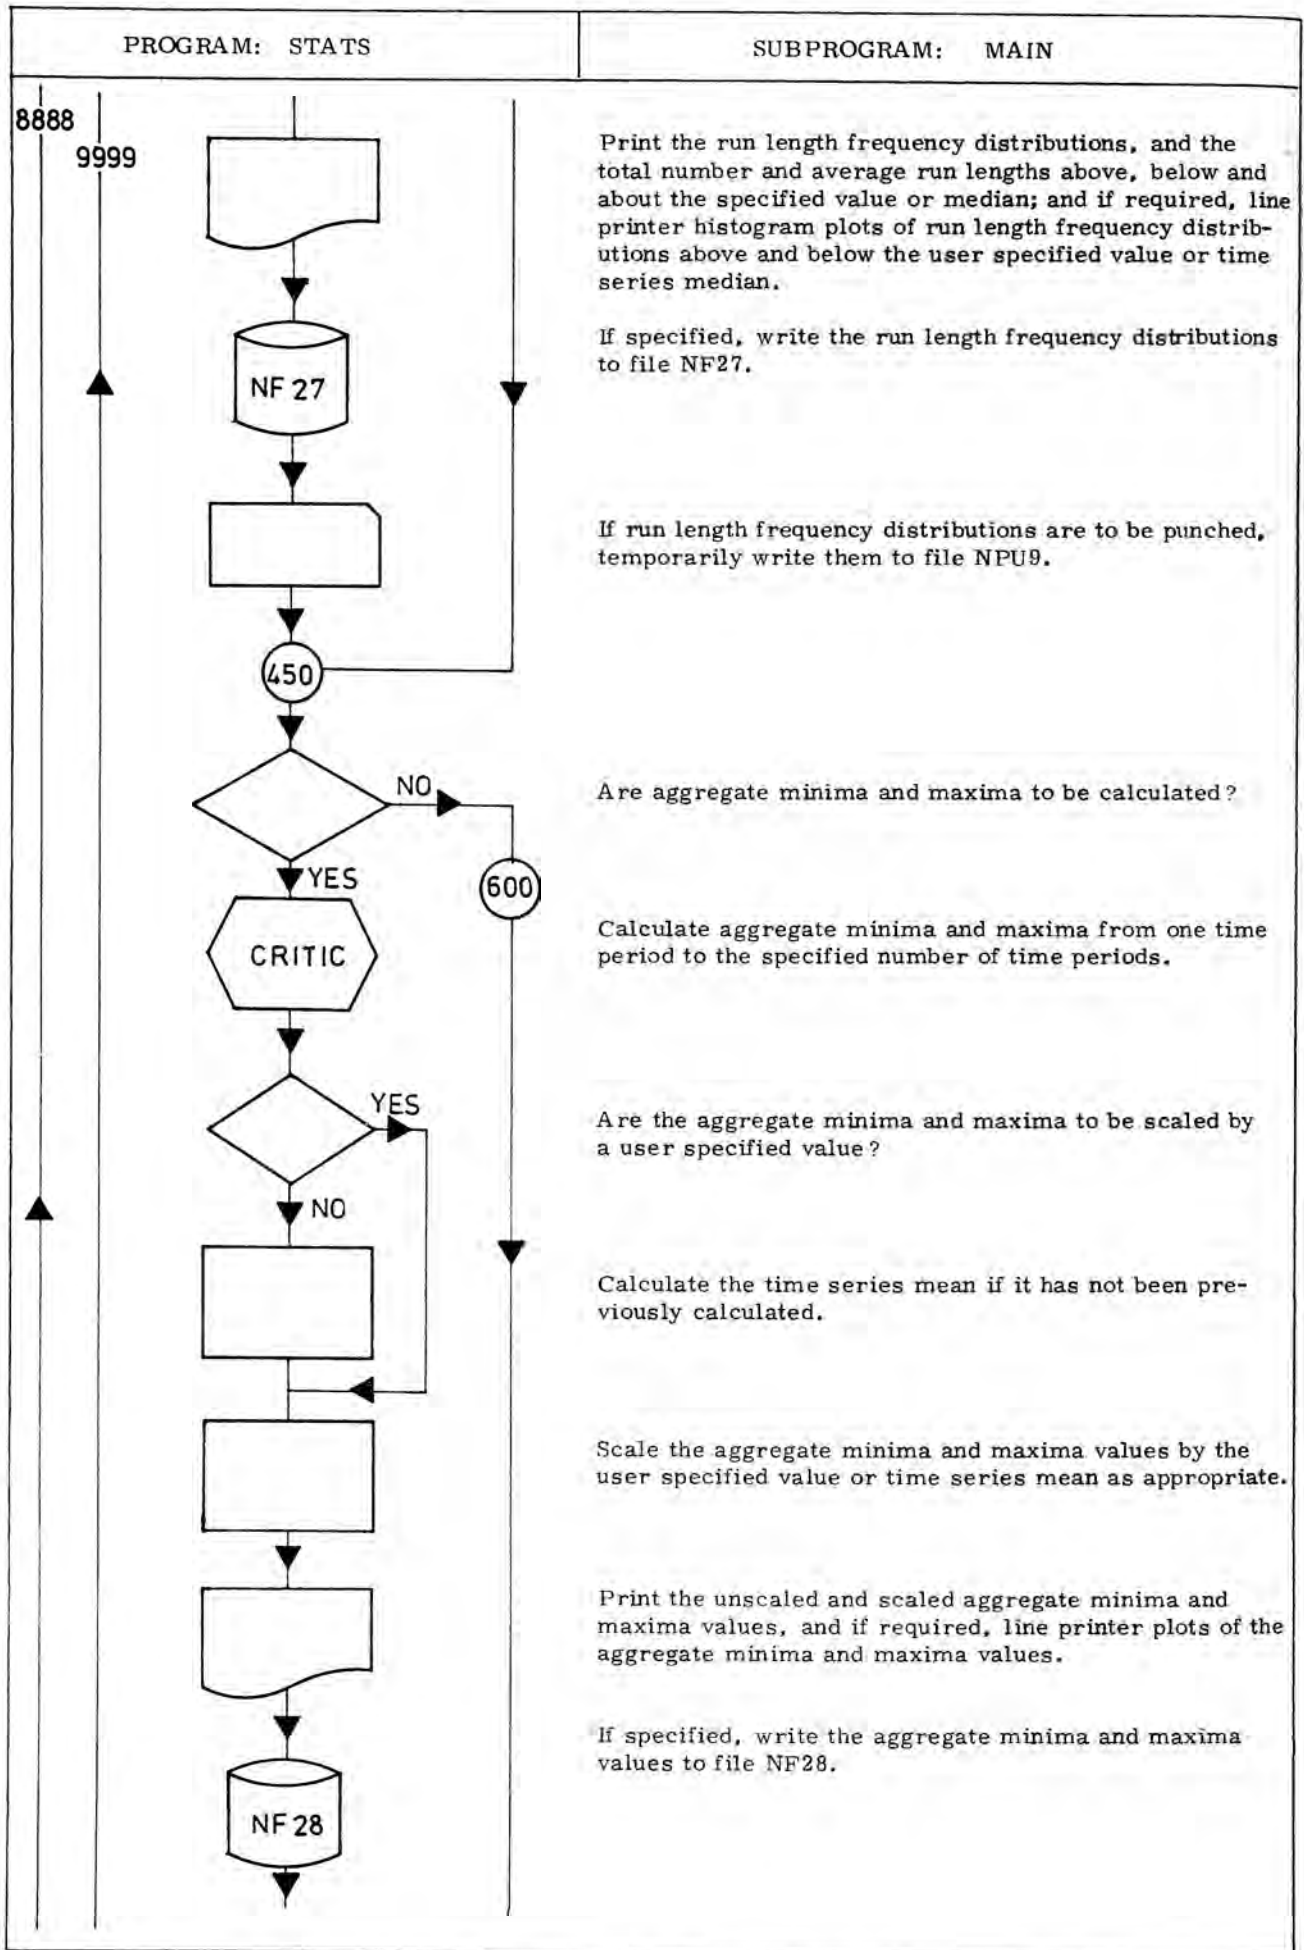 PROGRAM: STATS
SUBPROGRAM: MAIN
8888
9999
Print the run length frequency distributions, and the
total number and average run lengths above, below and
about the specified value or median; and if required, line
printer histogram plots of run length frequency distrib-
utions above and below the user specified value or time
series median.
If specified, write the run length frequency distributions
to file NF27.
NF 27
If run length frequency distributions are to be punched,
temporarily write them to file NPU9.
450
NO
Are aggregate minima and maxima to be calculated?
YES
600
CRITIC
Calculate aggregate minima and maxima from one time
period to the specified number of time periods.
YES
Are the aggregate minima and maxima to be scaled by
a user specified value?
NO
Calculate the time series mean if it has not been pre-
viously calculated.
Scale the aggregate minima and maxima values by the
user specified value or time series mean as appropriate.
Print the unscaled and scaled aggregate minima and
maxima values, and if required, line printer plots of the
aggregate minima and maxima values.
If specified, write the aggregate minima and maxima
values to file NF28.
NF 28